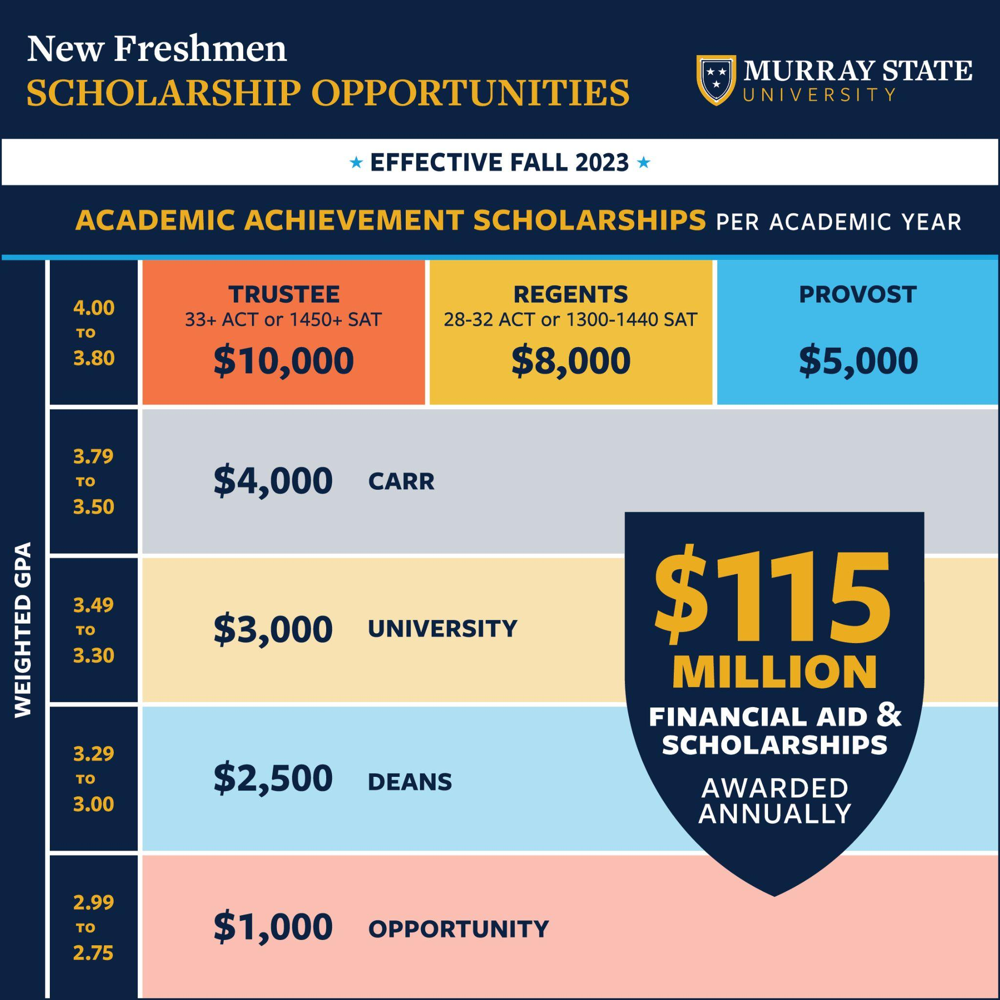 New Freshmen
SCHOLARSHIP OPPORTUNITIES
MURRAY STATE
UNIVERSITY
EFFECTIVE FALL 2023
ACADEMIC ACHIEVEMENT SCHOLARSHIPS PER ACADEMIC YEAR
WEIGHTED GPA
4.00
TO
3.80
TRUSTEE
33+ ACT or 1450+ SAT
$10,000
REGENTS
28-32 ACT or 1300-1440 SAT
$8,000
PROVOST
$5,000
3.79
TO
3.50
$4,000 CARR
3.49
TO
3.30
$3,000 UNIVERSITY
3.29
TO
3.00
$2,500 DEANS
2.99
TO
2.75
$1,000 OPPORTUNITY
$115
MILLION
FINANCIAL AID &
SCHOLARSHIPS
AWARDED
ANNUALLY